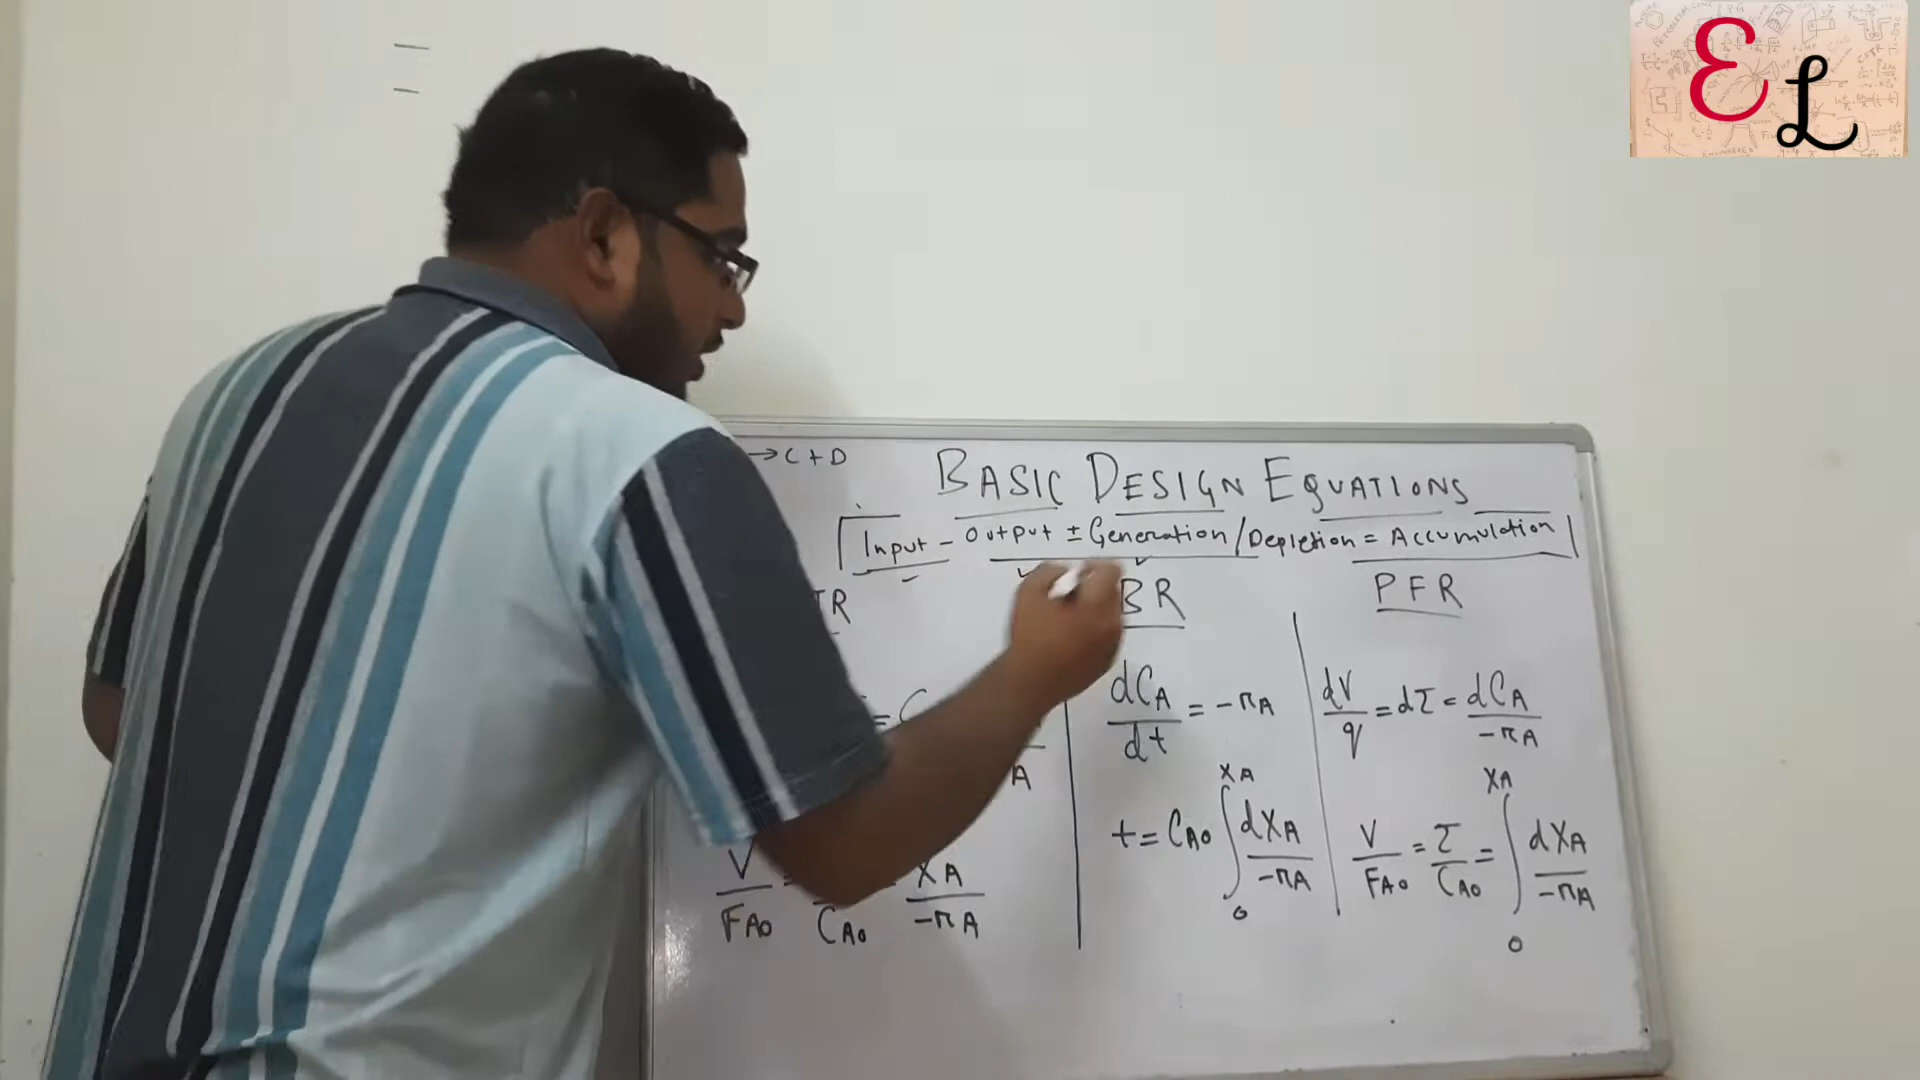 EL
→ C + D
BASIC DESIGN EQUATIONS
Input - Output ± Generation / Depletion = Accumulation
BR
PFR
dCA/dt = -rA
dV/q = dτ = dCA/-rA
t = CA0 ∫0^XA dXA/-rA
V/FA0 = τ/CA0 = ∫0^XA dXA/-rA
V/FA0 = /CA0 = XA/-rA